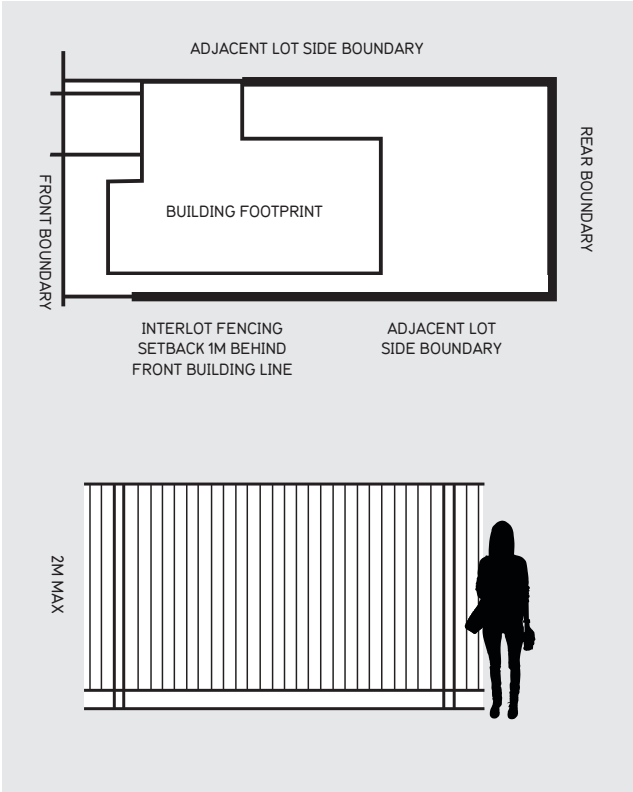 ADJACENT LOT SIDE BOUNDARY
FRONT BOUNDARY
BUILDING FOOTPRINT
REAR BOUNDARY
INTERLOT FENCING
SETBACK 1M BEHIND
FRONT BUILDING LINE
ADJACENT LOT
SIDE BOUNDARY
2M MAX